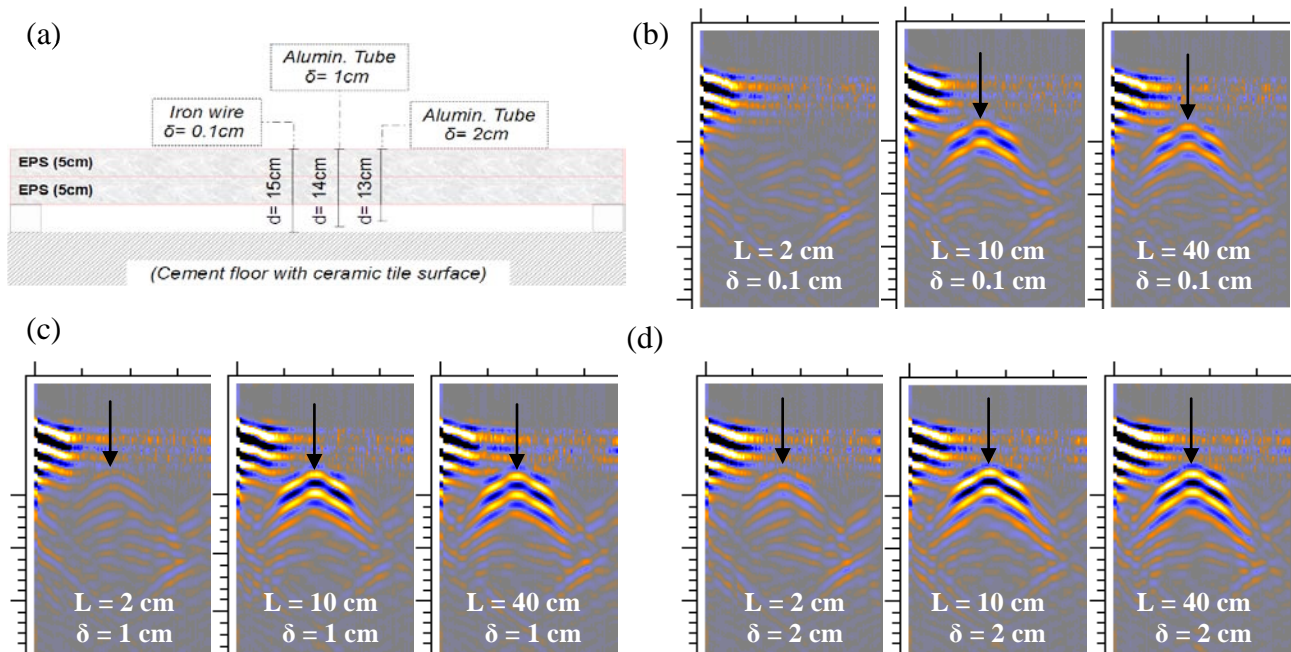 (a)
Alumin. Tube
δ= 1cm
Iron wire
δ= 0.1cm
Alumin. Tube
δ= 2cm
EPS (5cm)
EPS (5cm)
d= 15cm
d= 14cm
d= 13cm
(Cement floor with ceramic tile surface)
(b)
L = 2 cm
δ = 0.1 cm
L = 10 cm
δ = 0.1 cm
L = 40 cm
δ = 0.1 cm
(c)
L = 2 cm
δ = 1 cm
L = 10 cm
δ = 1 cm
L = 40 cm
δ = 1 cm
(d)
L = 2 cm
δ = 2 cm
L = 10 cm
δ = 2 cm
L = 40 cm
δ = 2 cm